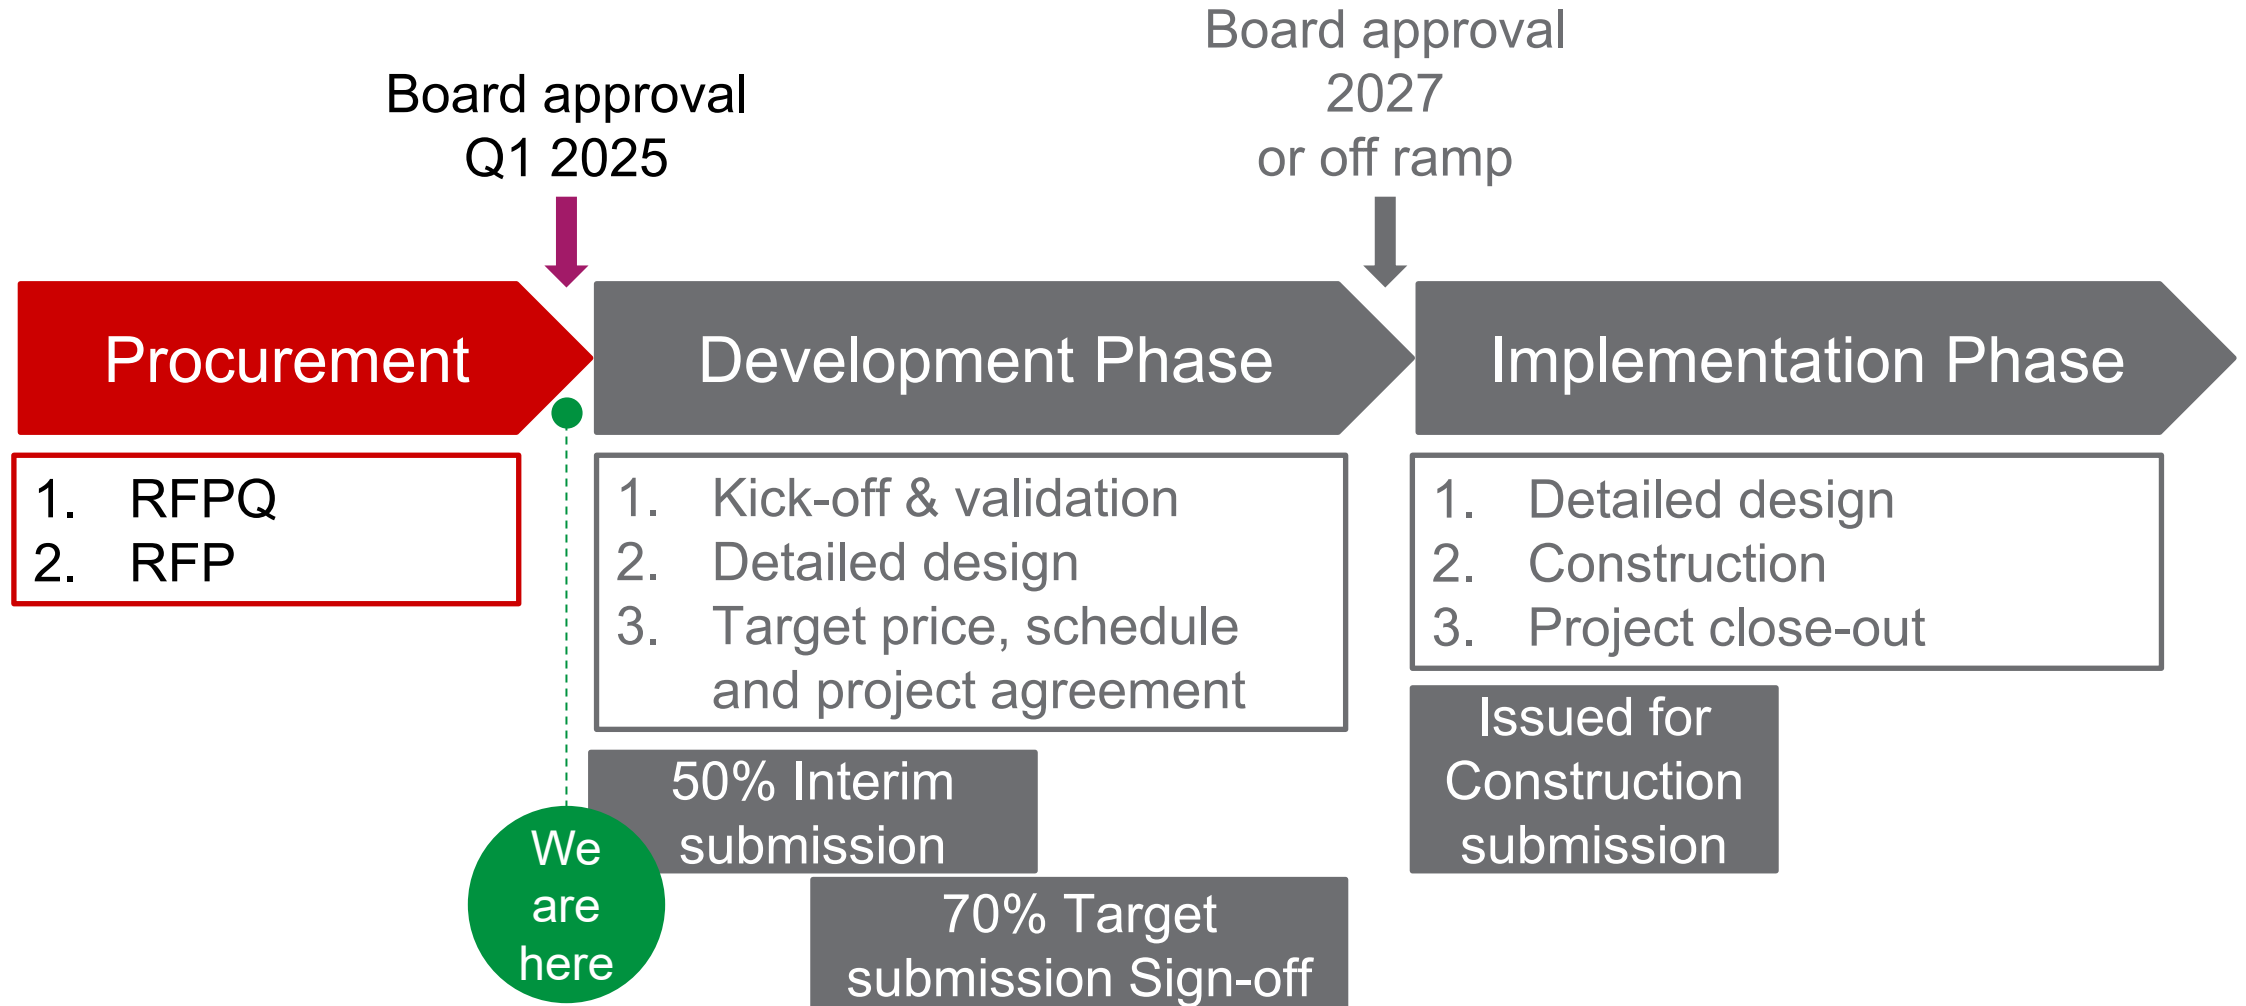 Board approval
Q1 2025
Board approval
2027
or off ramp
Procurement
Development Phase
Implementation Phase
1. RFPQ
2. RFP
1. Kick-off & validation
2. Detailed design
3. Target price, schedule
and project agreement
1. Detailed design
2. Construction
3. Project close-out
50% Interim
submission
70% Target
submission Sign-off
Issued for
Construction
submission
We
are
here